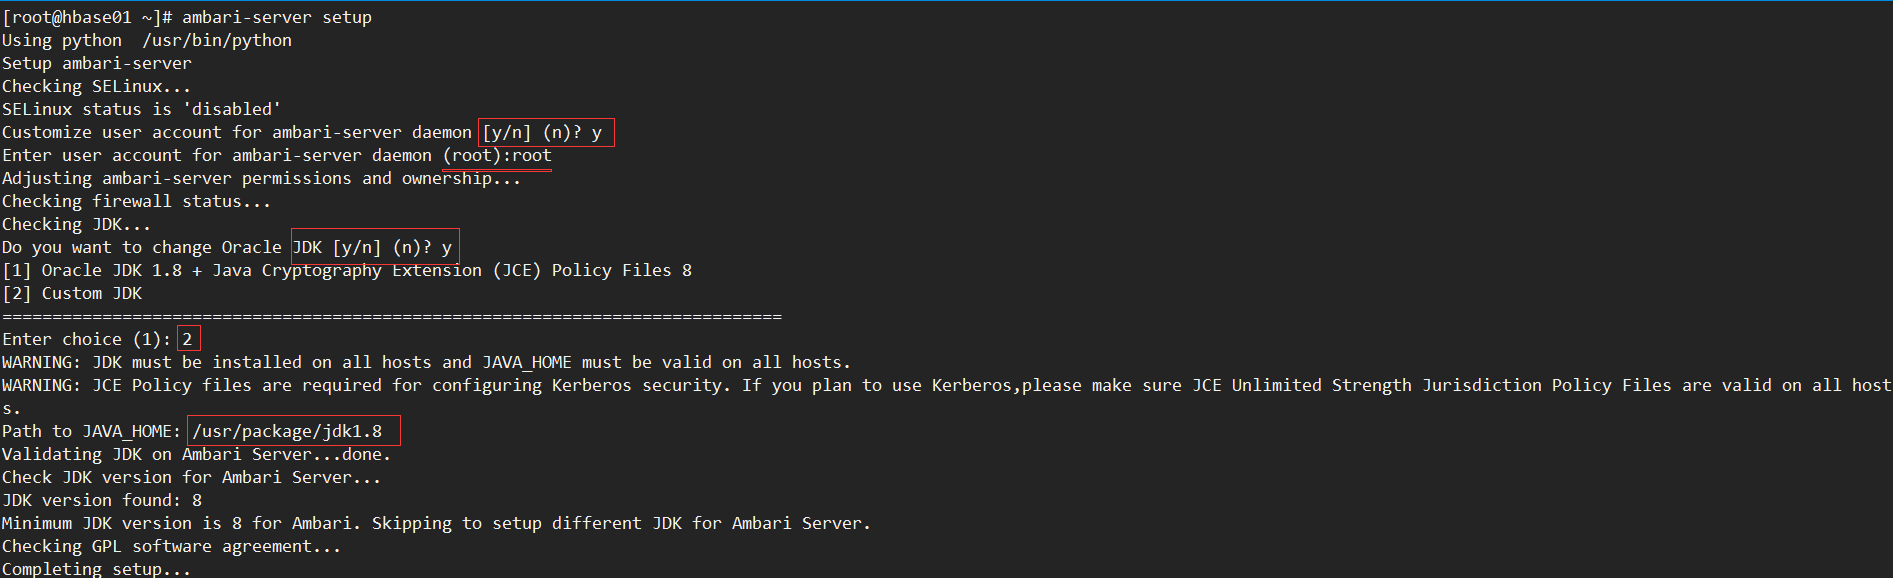 [root@hbase01 ~]# ambari-server setup
Using python  /usr/bin/python
Setup ambari-server
Checking SELinux...
SELinux status is 'disabled'
Customize user account for ambari-server daemon [y/n] (n)? y
Enter user account for ambari-server daemon (root):root
Adjusting ambari-server permissions and ownership...
Checking firewall status...
Checking JDK...
Do you want to change Oracle JDK [y/n] (n)? y
[1] Oracle JDK 1.8 + Java Cryptography Extension (JCE) Policy Files 8
[2] Custom JDK
==============================================================================
Enter choice (1): 2
WARNING: JDK must be installed on all hosts and JAVA_HOME must be valid on all hosts.
WARNING: JCE Policy files are required for configuring Kerberos security. If you plan to use Kerberos,please make sure JCE Unlimited Strength Jurisdiction Policy Files are valid on all host
s.
Path to JAVA_HOME: /usr/package/jdk1.8
Validating JDK on Ambari Server...done.
Check JDK version for Ambari Server...
JDK version found: 8
Minimum JDK version is 8 for Ambari. Skipping to setup different JDK for Ambari Server.
Checking GPL software agreement...
Completing setup...